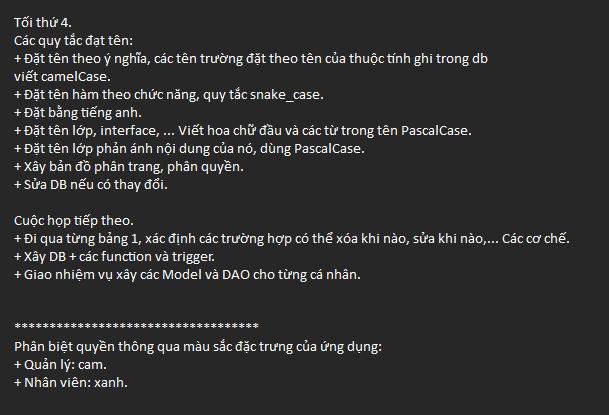 Tối thứ 4.
Các quy tắc đạt tên:
+ Đặt tên theo ý nghĩa, các tên trường đặt theo tên của thuộc tính ghi trong db
viết camelCase.
+ Đặt tên hàm theo chức năng, quy tắc snake_case.
+ Đặt bằng tiếng anh.
+ Đặt tên lớp, interface, ... Viết hoa chữ đầu và các từ trong tên PascalCase.
+ Đặt tên lớp phản ánh nội dung của nó, dùng PascalCase.
+ Xây bản đồ phân trang, phân quyền.
+ Sửa DB nếu có thay đổi.
Cuộc họp tiếp theo.
+ Đi qua từng bảng 1, xác định các trường hợp có thể xóa khi nào, sửa khi nào,... Các cơ chế.
+ Xây DB + các function và trigger.
+ Giao nhiệm vụ xây các Model và DAO cho từng cá nhân.
***********************************
Phân biệt quyền thông qua màu sắc đặc trưng của ứng dụng:
+ Quản lý: cam.
+ Nhân viên: xanh.